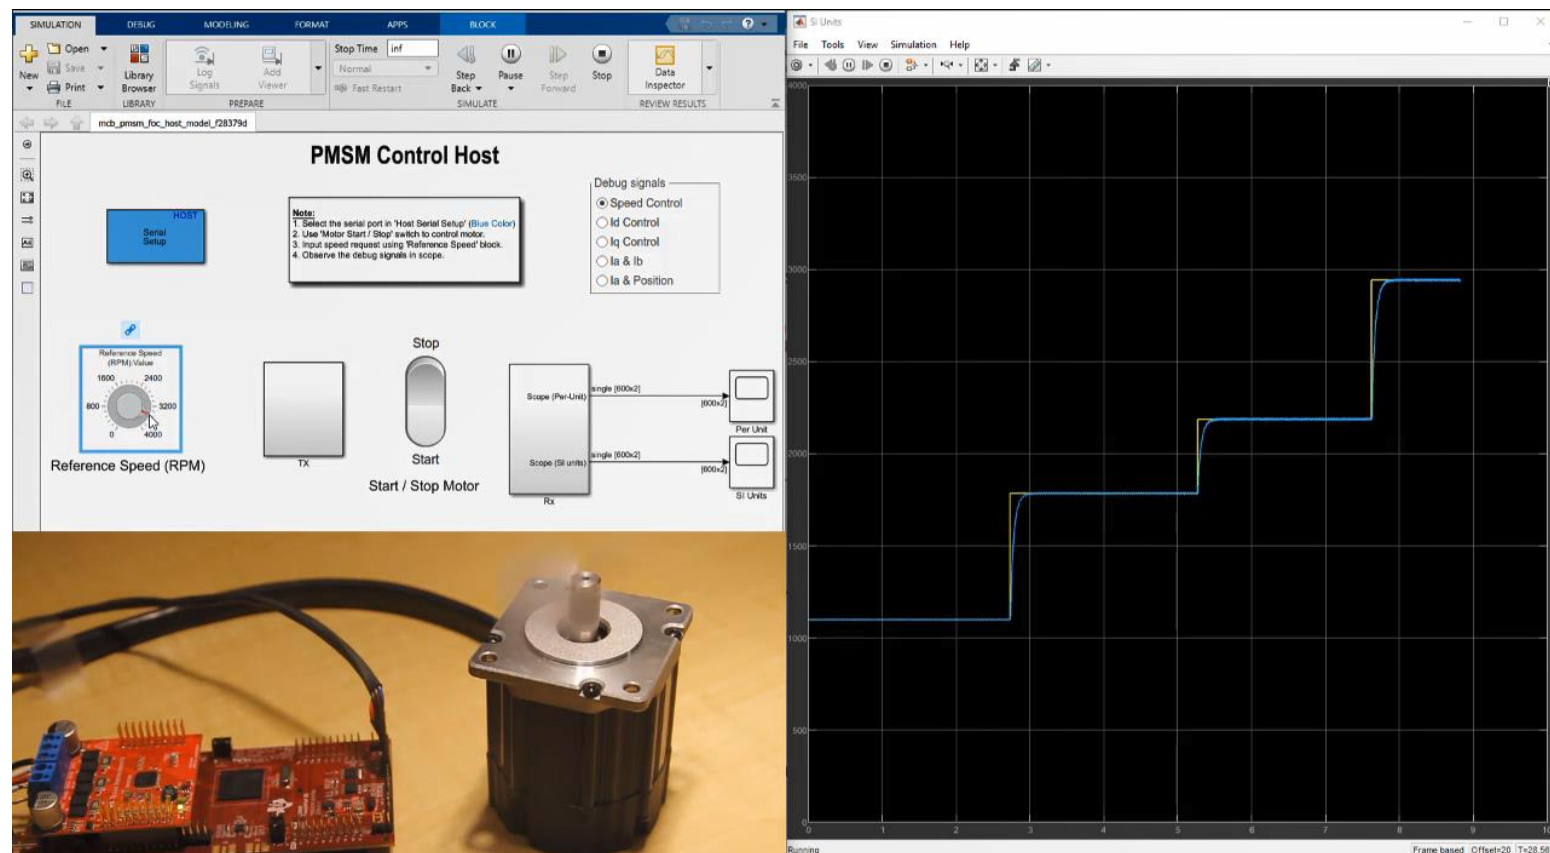 SIMULATION DEBUG MODELING FORMAT APPS BLOCK
New
Open
Save
Print
FILE
Library
Browser
LIBRARY
Log
Signals
Add
Viewer
PREPARE
Stop Time inf
Normal
Fast Restart
Step
Back
Pause
Step
Forward
Stop
SIMULATE
Data
Inspector
REVIEW RESULTS
mcb_pmsm_foc_host_model_f28379d
PMSM Control Host
HOST
Serial
Setup
Note:
1. Select the serial port in 'Host Serial Setup' (Blue Color)
2. Use 'Motor Start / Stop' switch to control motor.
3. Input speed request using 'Reference Speed' block.
4. Observe the debug signals in scope.
Debug signals
Speed Control
Id Control
Iq Control
Ia & Ib
Ia & Position
Reference Speed
(RPM):Value
1600 2400
800 3200
0 4000
Reference Speed (RPM)
TX
Stop
Start
Start / Stop Motor
Scope (Per-Unit)
Scope (SI units)
Rx
single [600x2]
[600x2]
Per Unit
single [600x2]
[600x2]
SI Units
SI Units
File Tools View Simulation Help
4000
3500
3000
2500
2000
1500
1000
500
0
0 1 2 3 4 5 6 7 8 9 10
Running
Frame based Offset=20 T=28.56